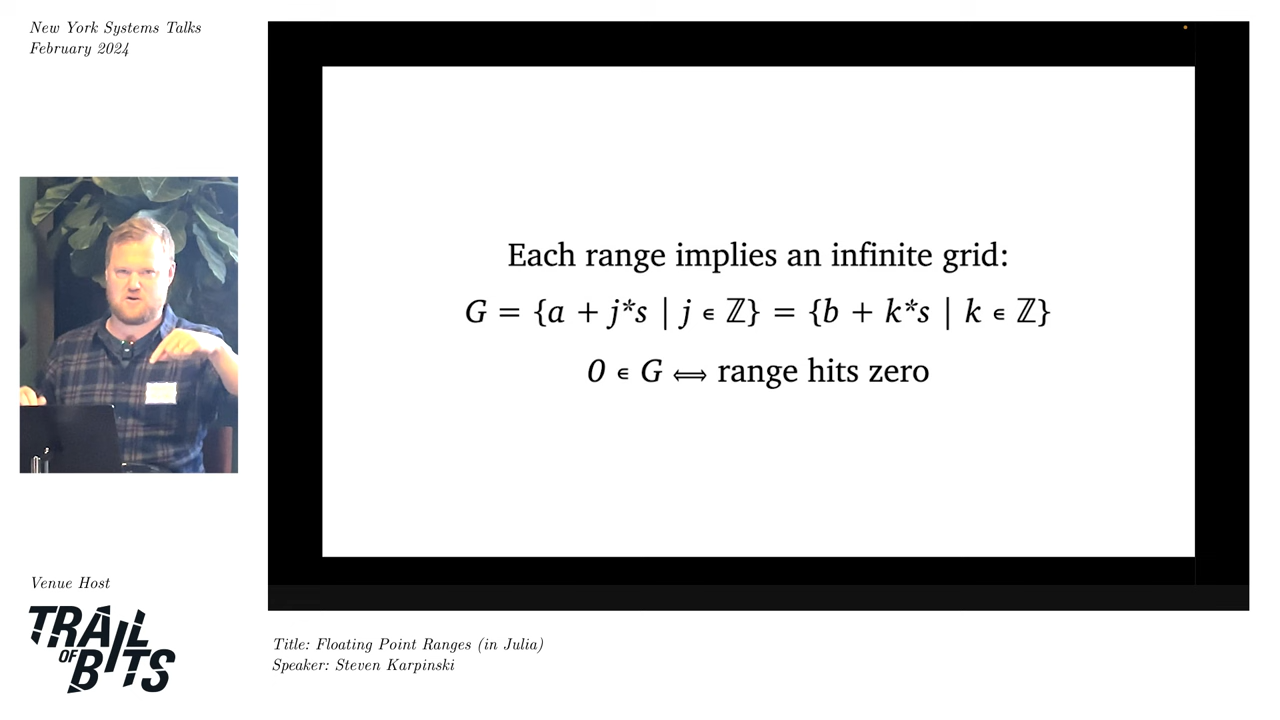 New York Systems Talks
February 2024
Each range implies an infinite grid:
G = {a + j*s | j ∊ ℤ} = {b + k*s | k ∊ ℤ}
0 ∊ G ⟺ range hits zero
Venue Host
TRAIL
OF
BITS
Title: Floating Point Ranges (in Julia)
Speaker: Steven Karpinski